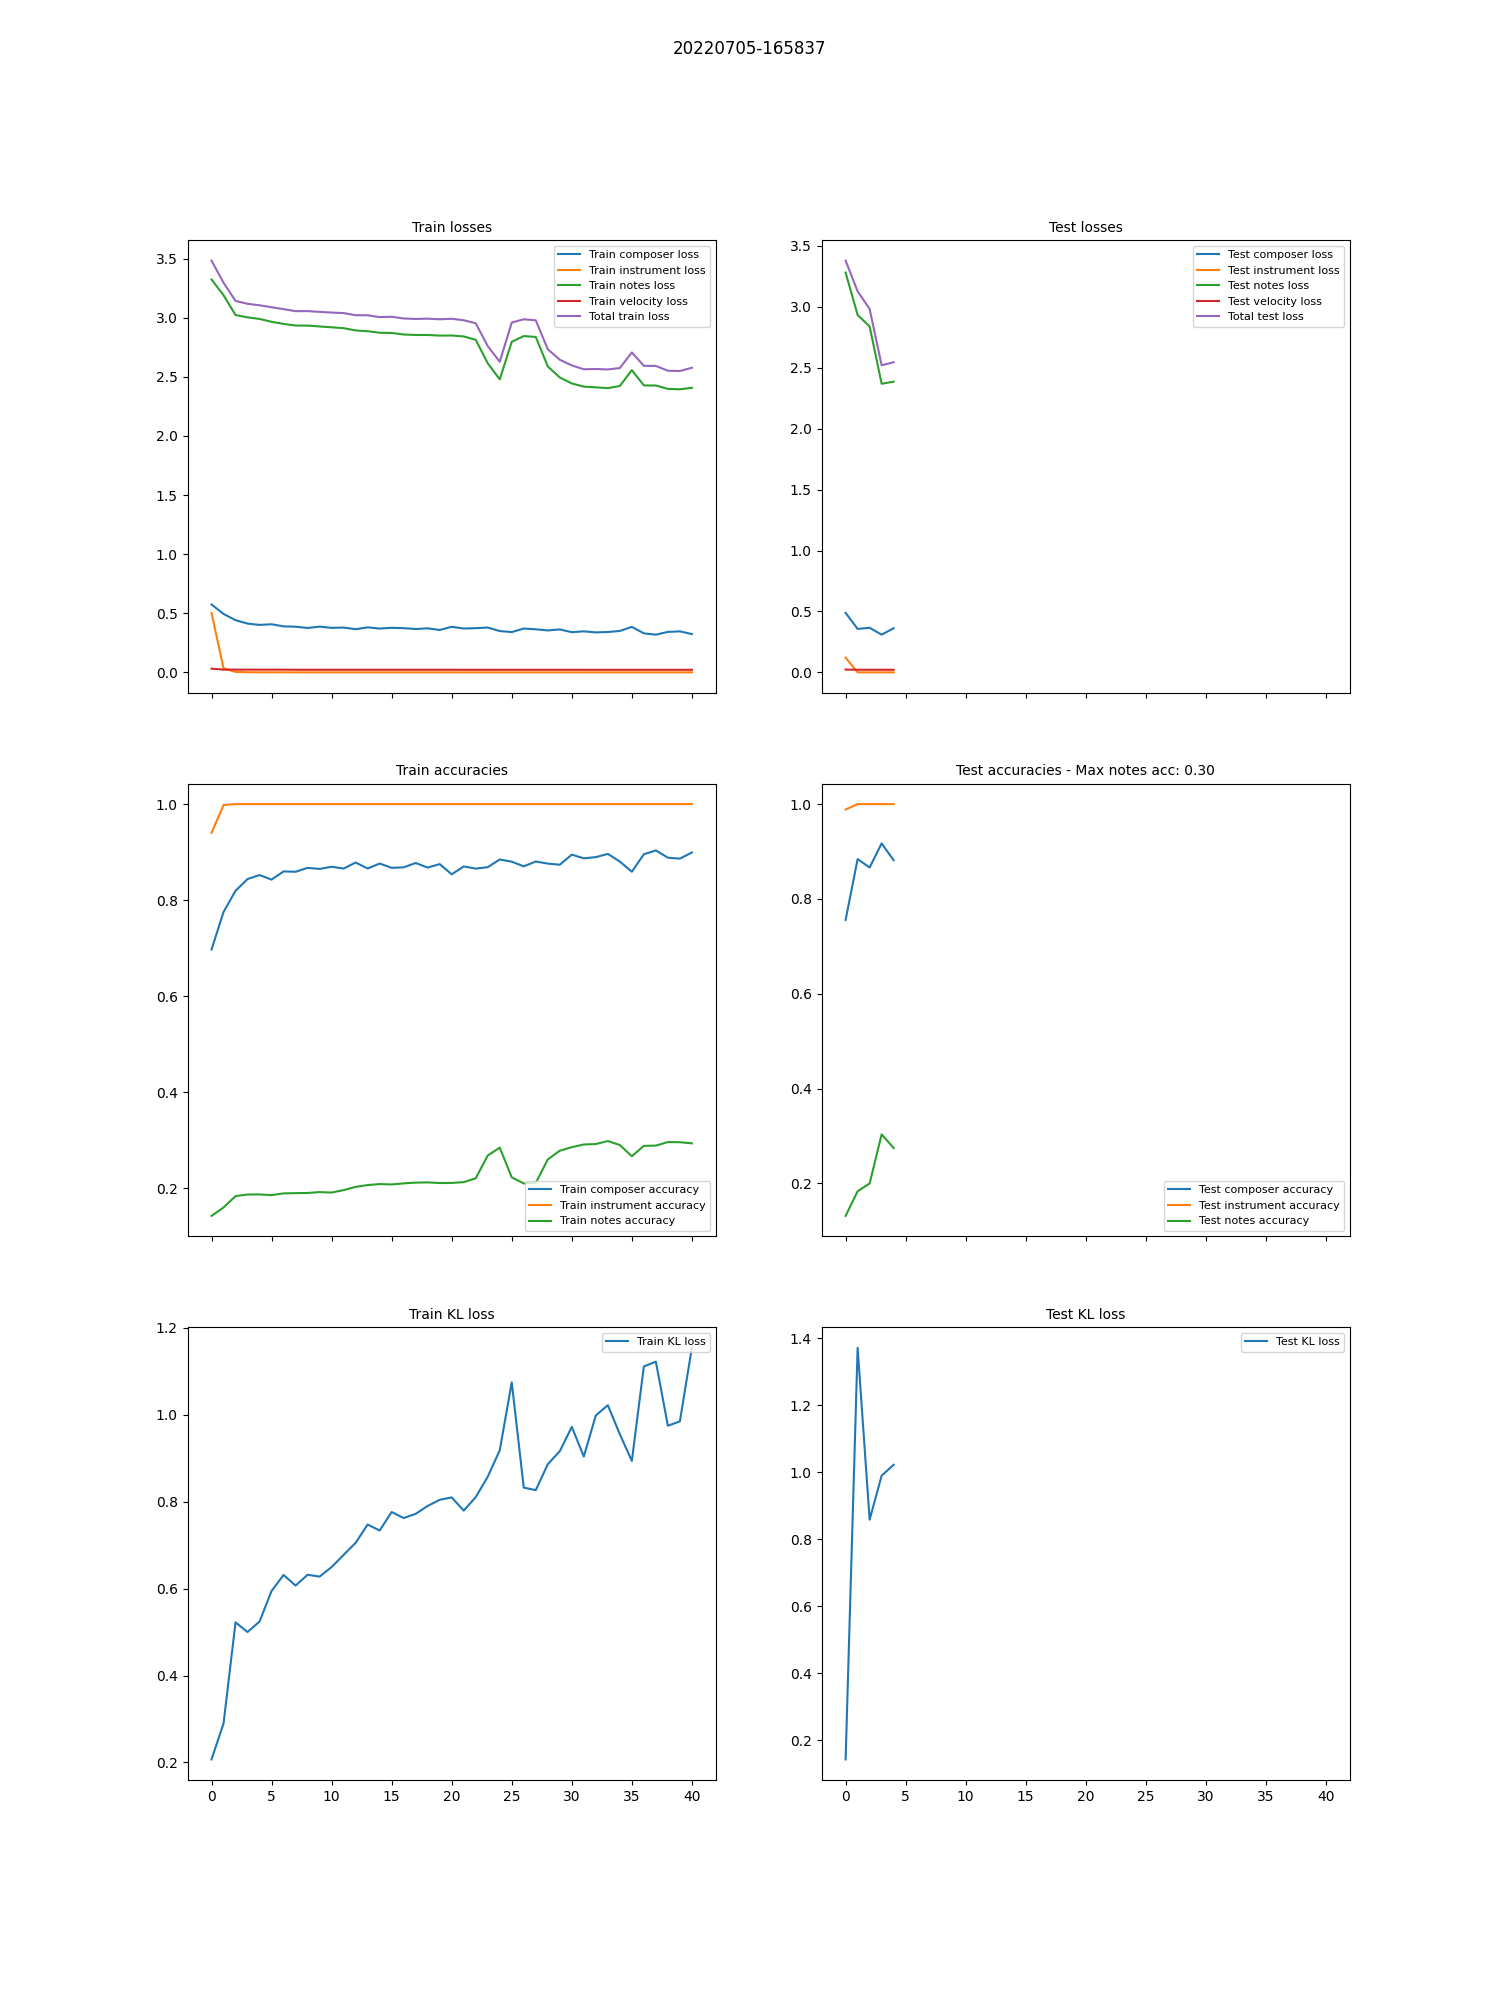 20220705-165837
Train losses
3.5
3.0
2.5
2.0
1.5
1.0
0.5
0.0
Train composer loss
Train instrument loss
Train notes loss
Train velocity loss
Total train loss
Test losses
3.5
3.0
2.5
2.0
1.5
1.0
0.5
0.0
Test composer loss
Test instrument loss
Test notes loss
Test velocity loss
Total test loss
Train accuracies
1.0
0.8
0.6
0.4
0.2
Train composer accuracy
Train instrument accuracy
Train notes accuracy
Test accuracies - Max notes acc: 0.30
1.0
0.8
0.6
0.4
0.2
Test composer accuracy
Test instrument accuracy
Test notes accuracy
Train KL loss
1.2
1.0
0.8
0.6
0.4
0.2
Train KL loss
0 5 10 15 20 25 30 35 40
Test KL loss
1.4
1.2
1.0
0.8
0.6
0.4
0.2
Test KL loss
0 5 10 15 20 25 30 35 40